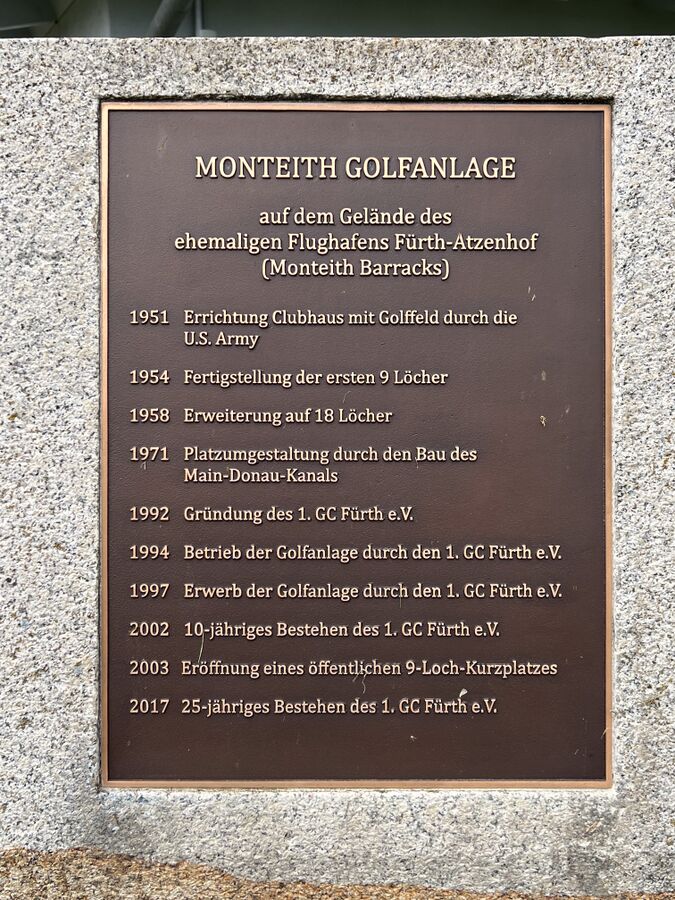 MONTEITH GOLFANLAGE
auf dem Gelände des
ehemaligen Flughafens Fürth-Atzenhof
(Monteith Barracks)
1951 Errichtung Clubhaus mit Golffeld durch die
U.S. Army
1954 Fertigstellung der ersten 9 Löcher
1958 Erweiterung auf 18 Löcher
1971 Platzumgestaltung durch den Bau des
Main-Donau-Kanals
1992 Gründung des 1. GC Fürth e.V.
1994 Betrieb der Golfanlage durch den 1. GC Fürth e.V.
1997 Erwerb der Golfanlage durch den 1. GC Fürth e.V.
2002 10-jähriges Bestehen des 1. GC Fürth e.V.
2003 Eröffnung eines öffentlichen 9-Loch-Kurzplatzes
2017 25-jähriges Bestehen des 1. GC Fürth e.V.